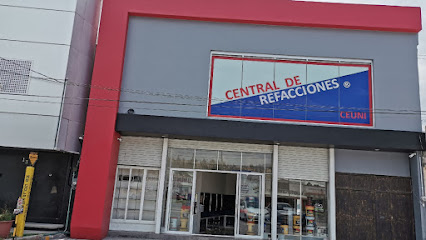 CENTRAL DE
REFACCIONES ®
CEUNI